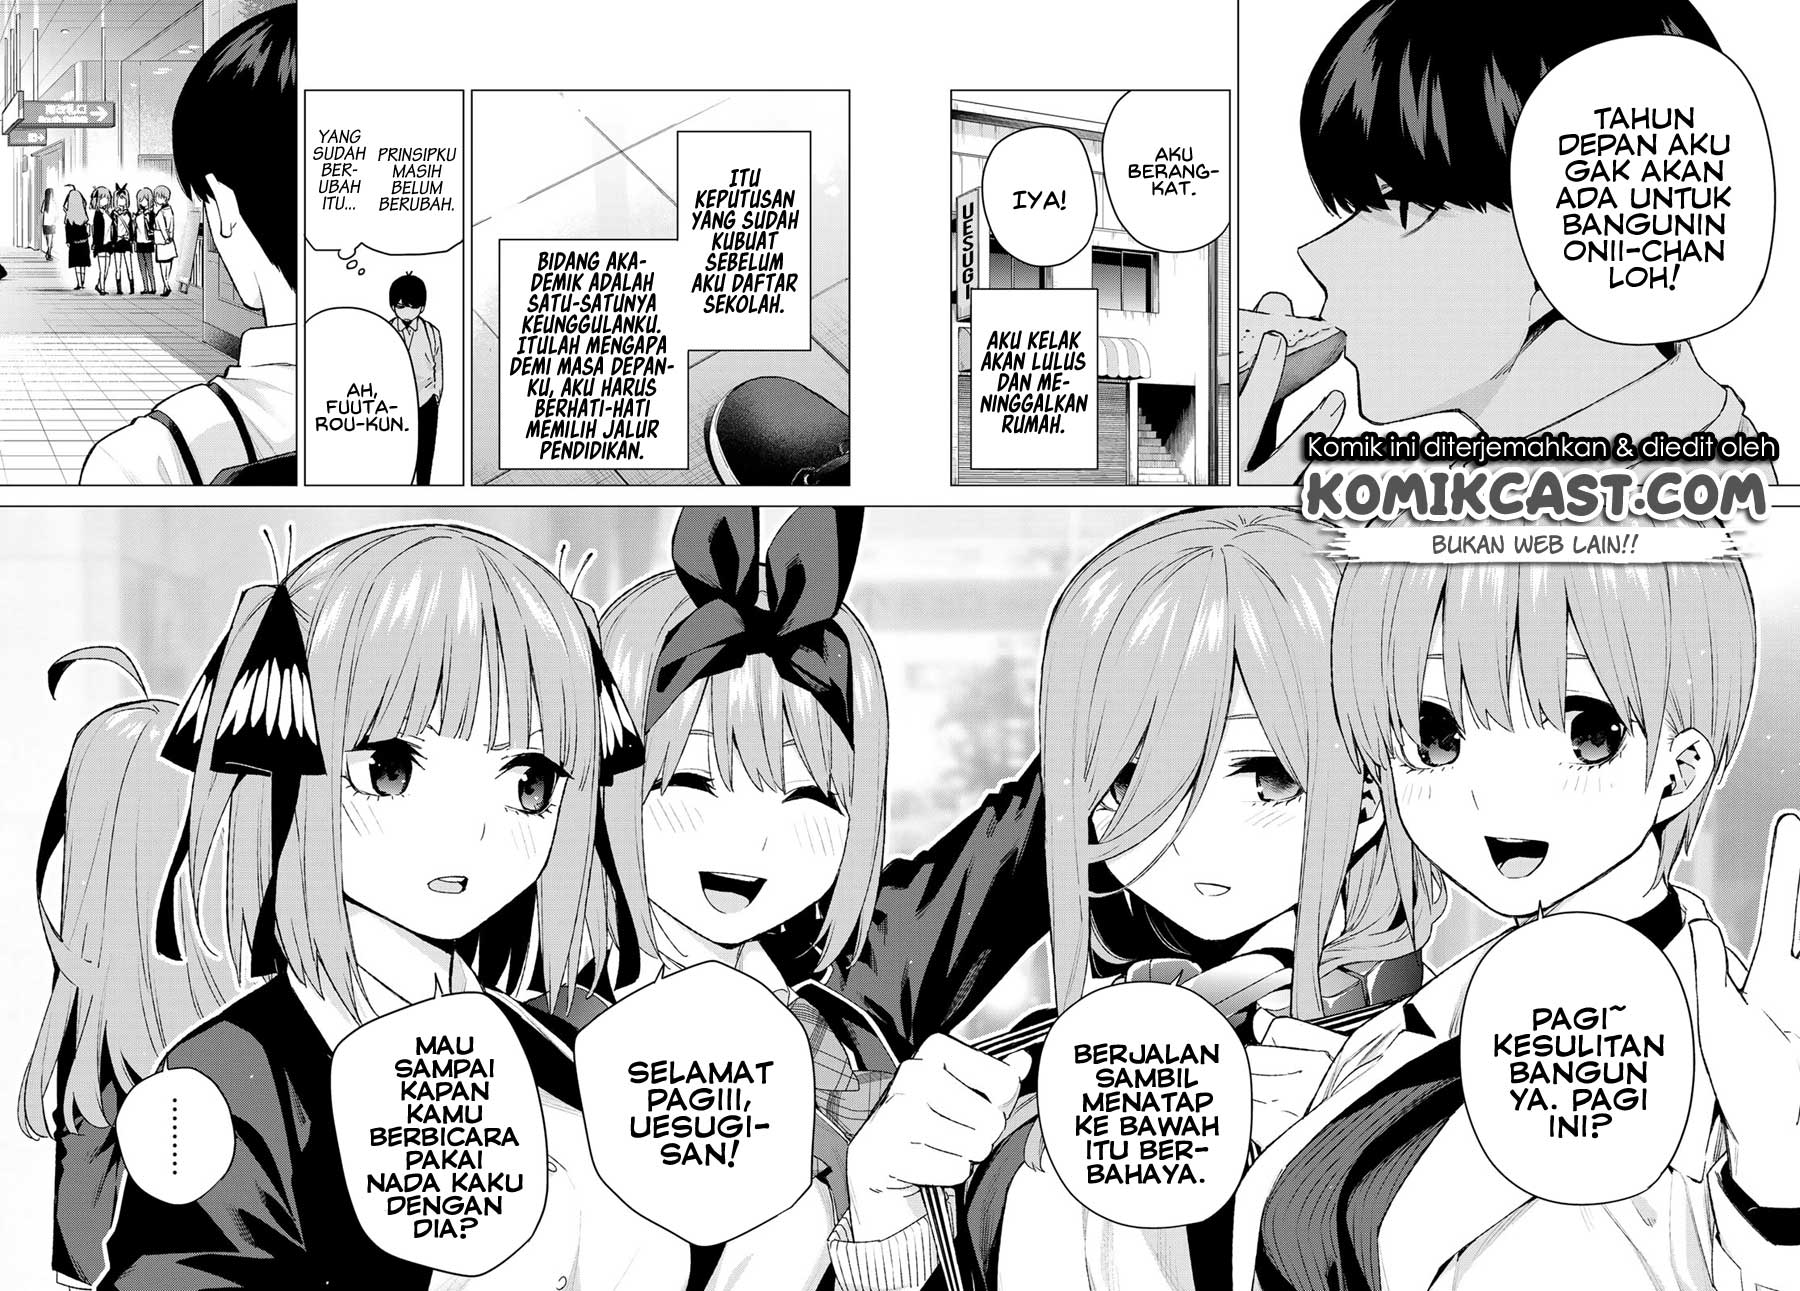 TAHUN
DEPAN AKU
GAK AKAN
ADA UNTUK
BANGUNIN
ONII-CHAN
LOH!
Komik ini diterjemahkan & diedit oleh
KOMIKCAST.COM
BUKAN WEB LAIN!!
AKU
BERANG-
KAT.
IYA!
UESUGI
AKU KELAK
AKAN LULUS
DAN ME-
NINGGALKAN
RUMAH.
ITU
KEPUTUSAN
YANG SUDAH
KUBUAT
SEBELUM
AKU DAFTAR
SEKOLAH.
BIDANG AKA-
DEMIK ADALAH
SATU-SATUNYA
KEUNGGULANKU.
ITULAH MENGAPA
DEMI MASA DEPAN-
KU, AKU HARUS
BERHATI-HATI
MEMILIH JALUR
PENDIDIKAN.
PRINSIPKU
MASIH
BELUM
BERUBAH.
YANG
SUDAH
BER-
UBAH
ITU...
AH,
FUUTA-
ROU-KUN.
PAGI~
KESULITAN
BANGUN
YA. PAGI
INI?
BERJALAN
SAMBIL
MENATAP
KE BAWAH
ITU BER-
BAHAYA.
SELAMAT
PAGIII,
UESUGI-
SAN!
MAU
SAMPAI
KAPAN
KAMU
BERBICARA
PAKAI
NADA KAKU
DENGAN
DIA?
.........